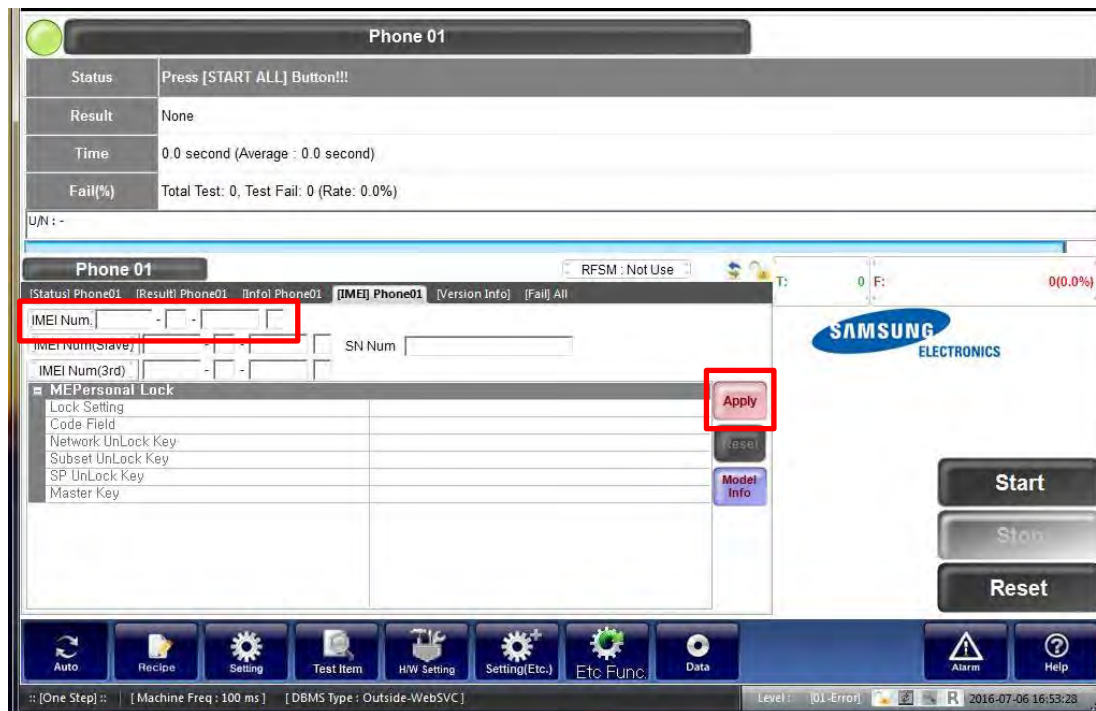 Phone 01
Status Press [START ALL] Button!!!
Result None
Time 0.0 second (Average : 0.0 second)
Fail(%) Total Test: 0, Test Fail: 0 (Rate: 0.0%)
U/N : -
Phone 01 RFSM : Not Use
T: 0 F: 0(0.0%)
[Status] Phone01 [Result] Phone01 [Info] Phone01 [IMEI] Phone01 [Version Info] [Fail] All
IMEI Num. - -
IMEI Num(Slave) - - SN Num
IMEI Num(3rd) - -
SAMSUNG
ELECTRONICS
MEPersonal Lock
Lock Setting
Code Field
Network UnLock Key
Subset UnLock Key
SP UnLock Key
Master Key
Apply
Reset
Model Info
Start
Stop
Reset
Auto Recipe Setting Test Item H/W Setting Setting(Etc.) Etc Func. Data Alarm Help
:: [One Step] :: [ Machine Freq : 100 ms ] [ DBMS Type : Outside-WebSVC ] Level : [01-Error] R 2016-07-06 16:53:28